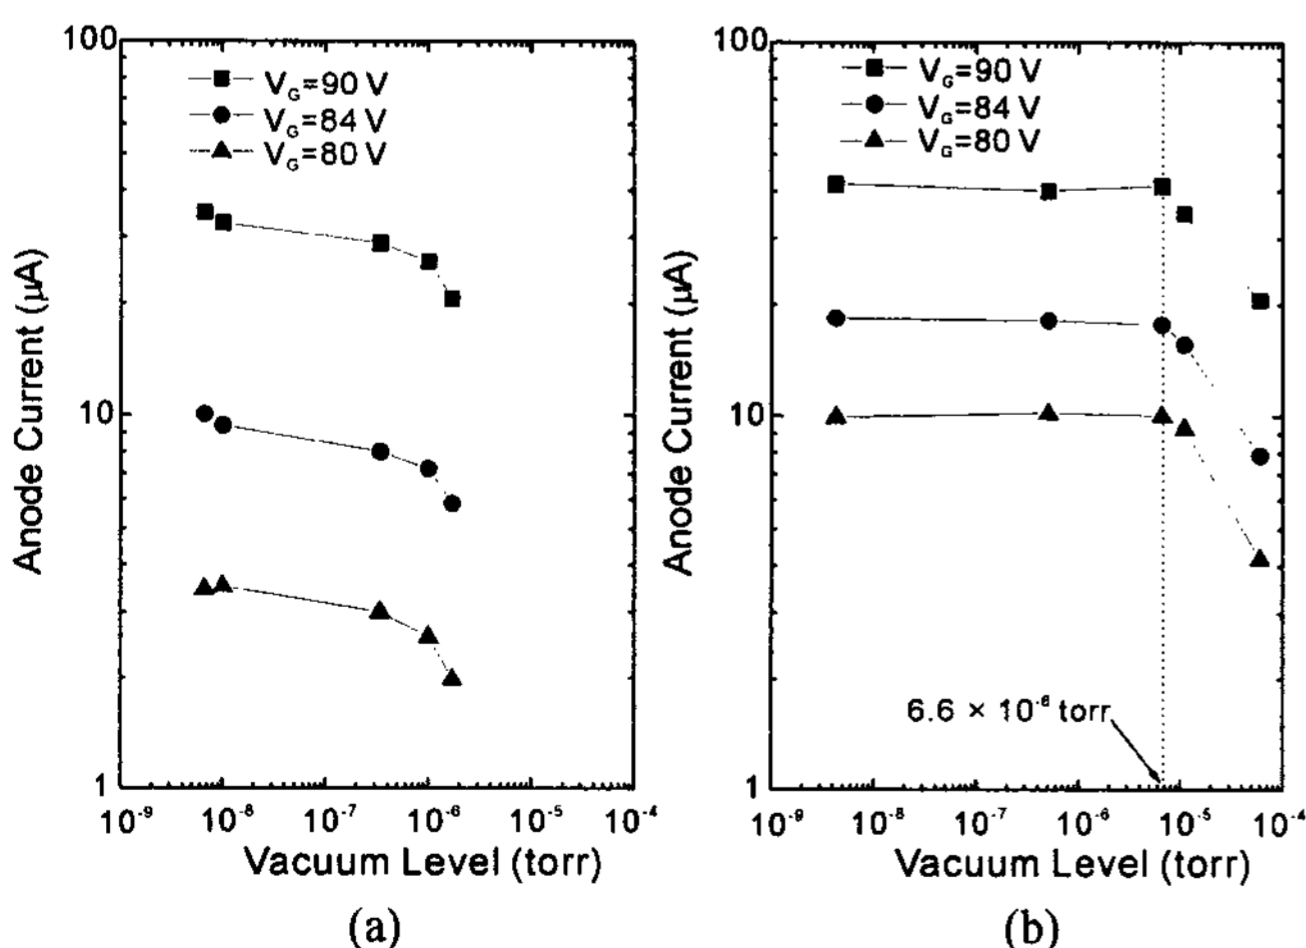 100
V_G=90 V
V_G=84 V
V_G=80 V
10
1
10^-9 10^-8 10^-7 10^-6 10^-5 10^-4
Anode Current (μA)
Vacuum Level (torr)
(a)
100
V_G=90 V
V_G=84 V
V_G=80 V
10
6.6 × 10^-6 torr
1
10^-9 10^-8 10^-7 10^-6 10^-5 10^-4
Anode Current (μA)
Vacuum Level (torr)
(b)